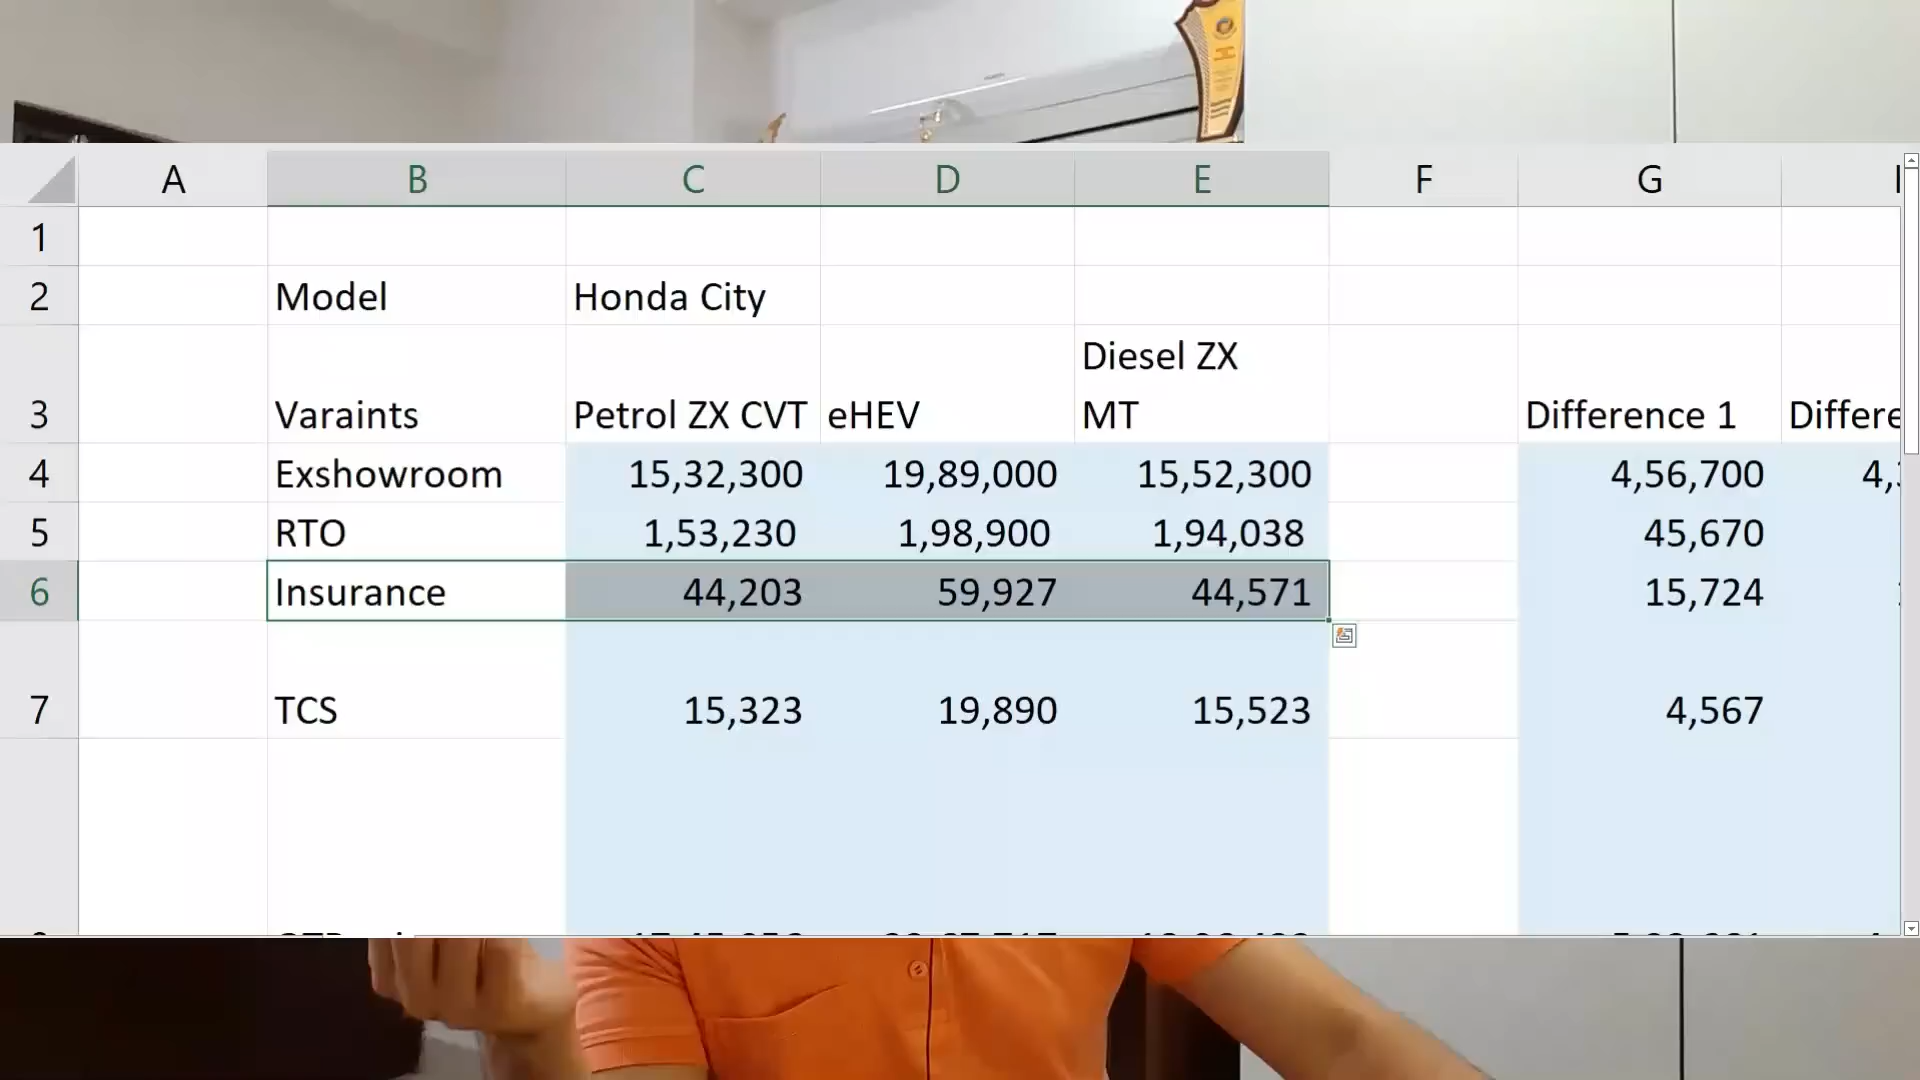 A B C D E F G
1
2 Model Honda City
3 Varaints Petrol ZX CVT eHEV Diesel ZX MT Difference 1
4 Exshowroom 15,32,300 19,89,000 15,52,300 4,56,700
5 RTO 1,53,230 1,98,900 1,94,038 45,670
6 Insurance 44,203 59,927 44,571 15,724
7 TCS 15,323 19,890 15,523 4,567